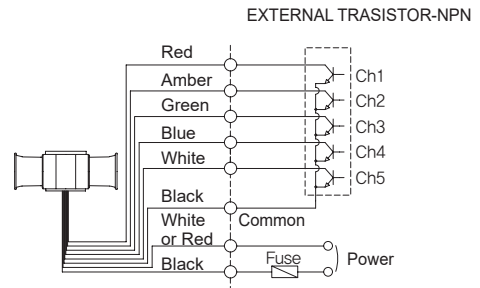 EXTERNAL TRASISTOR-NPN
Red
Ch1
Amber
Ch2
Green
Ch3
Blue
Ch4
White
Ch5
Black
Common
White
or Red
Fuse
Power
Black